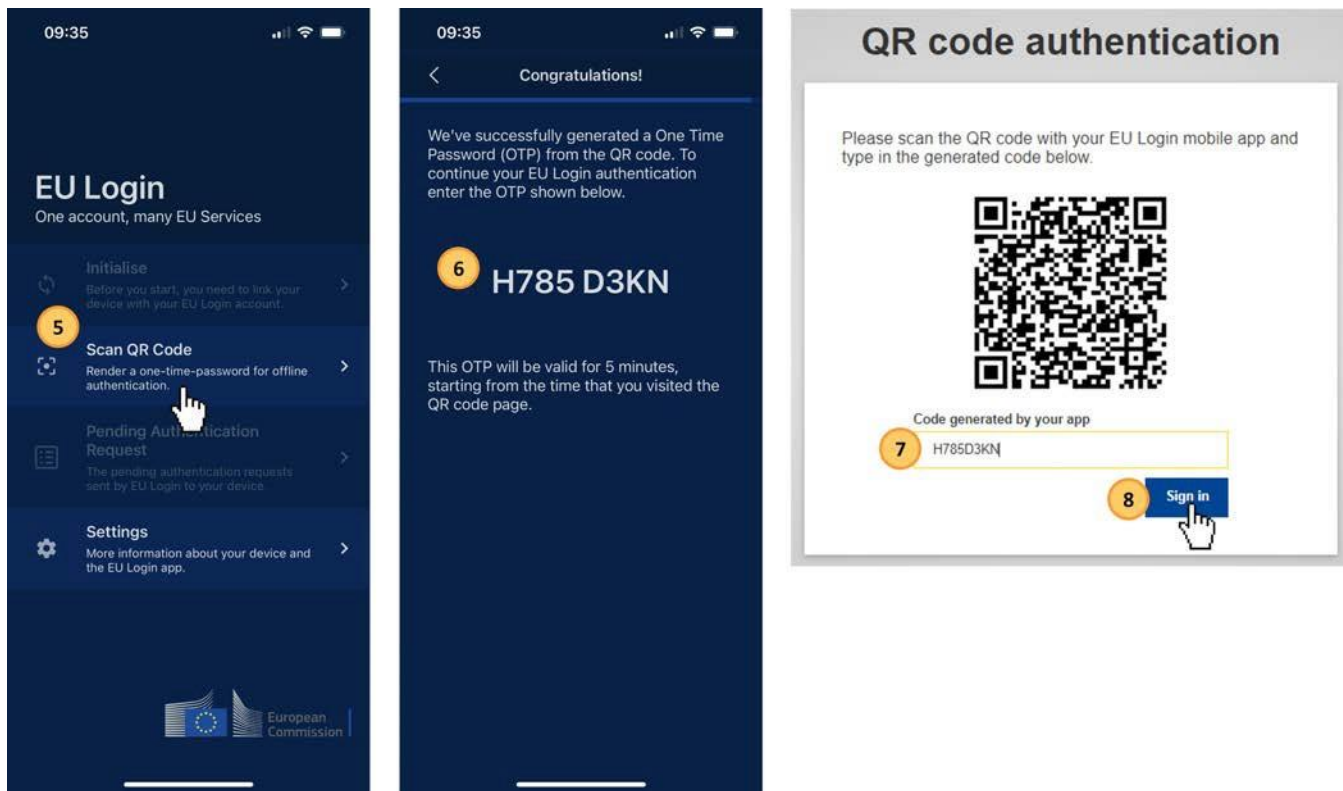 09:35
EU Login
One account, many EU Services
Initialise
Before you start, you need to link your
device with your EU Login account.
5
Scan QR Code
Render a one-time-password for offline
authentication.
Pending Authentication
Request
The pending authentication requests
sent by EU Login to your device.
Settings
More information about your device and
the EU Login app.
European
Commission
09:35
Congratulations!
We've successfully generated a One Time
Password (OTP) from the QR code. To
continue your EU Login authentication
enter the OTP shown below.
6
H785 D3KN
This OTP will be valid for 5 minutes,
starting from the time that you visited the
QR code page.
QR code authentication
Please scan the QR code with your EU Login mobile app and
type in the generated code below.
Code generated by your app
7 H785D3KN
8 Sign in